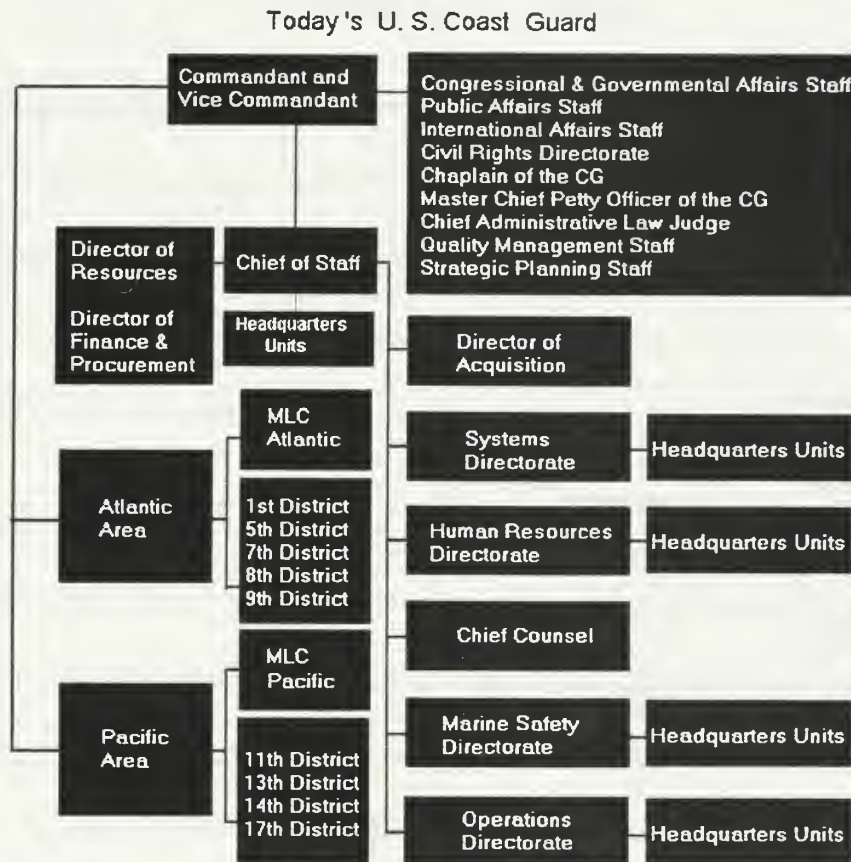 Today's U. S. Coast Guard
Commandant and
Vice Commandant
Congressional & Governmental Affairs Staff
Public Affairs Staff
International Affairs Staff
Civil Rights Directorate
Chaplain of the CG
Master Chief Petty Officer of the CG
Chief Administrative Law Judge
Quality Management Staff
Strategic Planning Staff
Director of
Resources
Director of
Finance &
Procurement
Chief of Staff
Headquarters
Units
Director of
Acquisition
MLC
Atlantic
Systems
Directorate
Headquarters Units
Atlantic
Area
1st District
5th District
7th District
8th District
9th District
Human Resources
Directorate
Headquarters Units
Chief Counsel
MLC
Pacific
Pacific
Area
11th District
13th District
14th District
17th District
Marine Safety
Directorate
Headquarters Units
Operations
Directorate
Headquarters Units